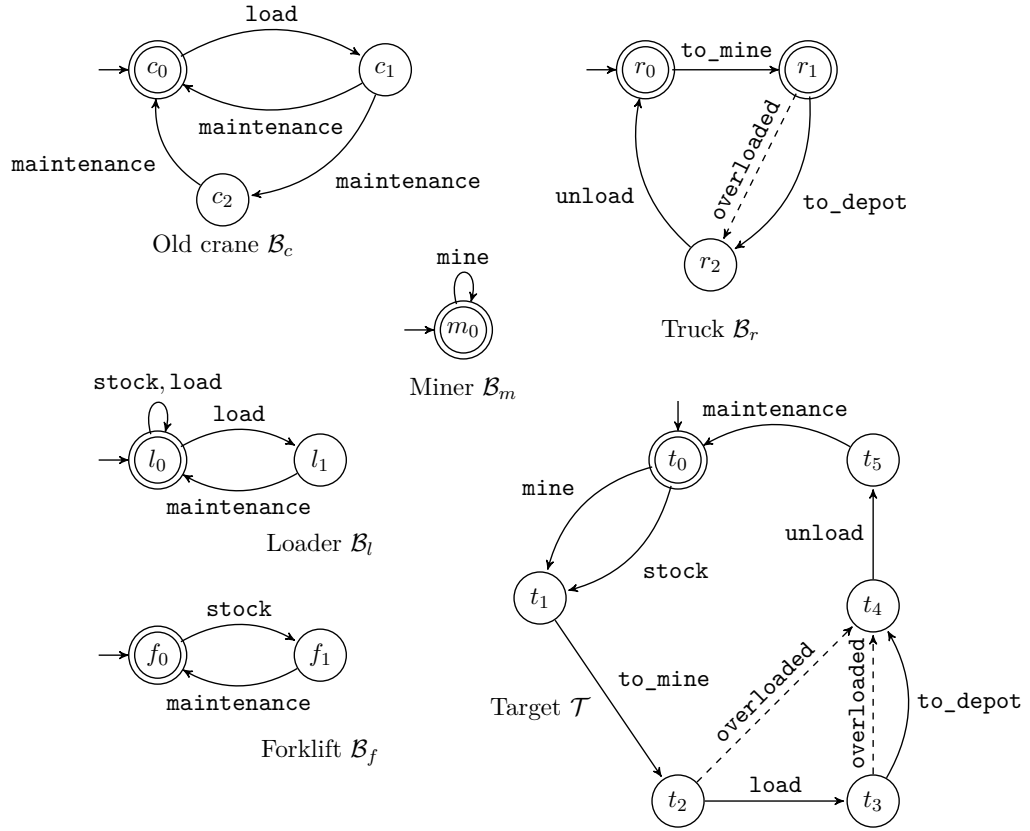 load
c₀
c₁
maintenance
maintenance
maintenance
c₂
Old crane 𝓑c
to_mine
r₀
r₁
overloaded
unload
to_depot
r₂
Truck 𝓑r
mine
m₀
Miner 𝓑m
stock, load
load
l₀
l₁
maintenance
Loader 𝓑l
stock
f₀
f₁
maintenance
Forklift 𝓑f
maintenance
t₀
t₅
mine
unload
stock
t₁
t₄
to_mine
overloaded
overloaded
to_depot
Target 𝓣
load
t₂
t₃